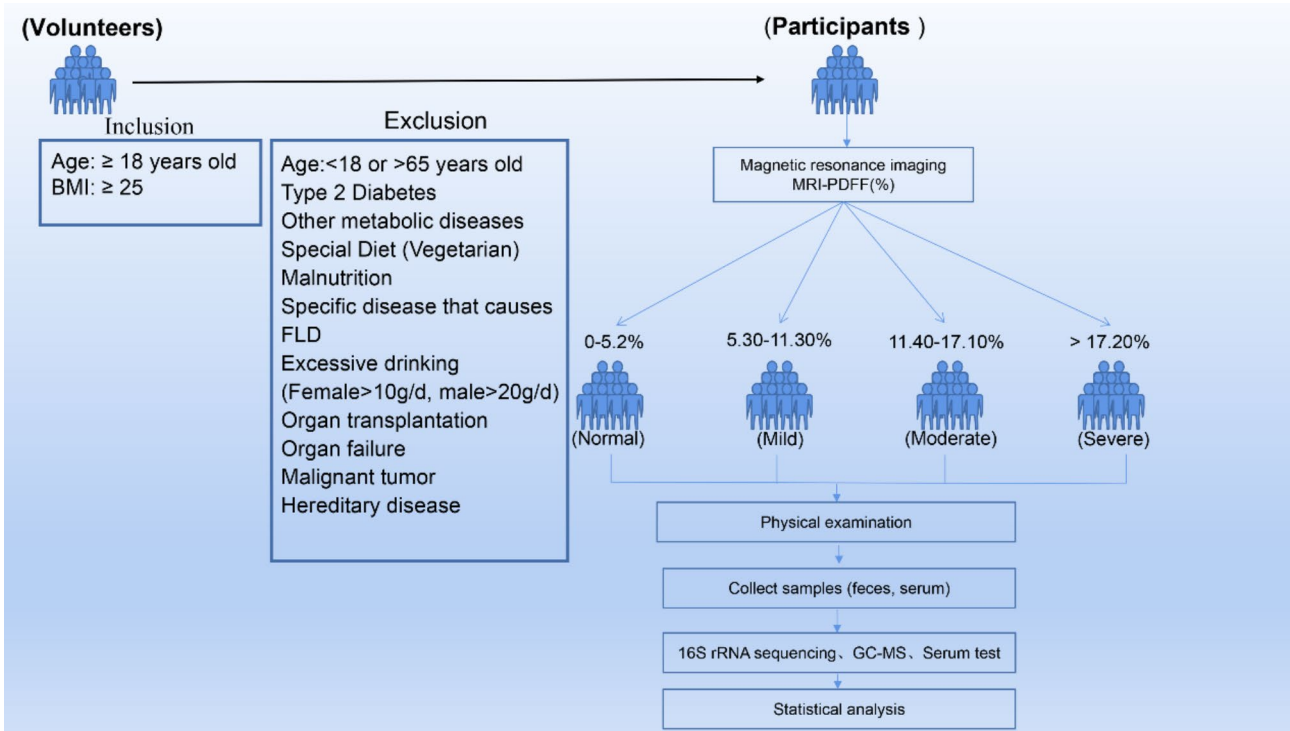 (Volunteers)
(Participants )
Inclusion
Age: ≥ 18 years old
BMI: ≥ 25
Exclusion
Age:<18 or >65 years old
Type 2 Diabetes
Other metabolic diseases
Special Diet (Vegetarian)
Malnutrition
Specific disease that causes
FLD
Excessive drinking
(Female>10g/d, male>20g/d)
Organ transplantation
Organ failure
Malignant tumor
Hereditary disease
Magnetic resonance imaging
MRI-PDFF(%)
0-5.2%
5.30-11.30%
11.40-17.10%
> 17.20%
(Normal)
(Mild)
(Moderate)
(Severe)
Physical examination
Collect samples (feces, serum)
16S rRNA sequencing、GC-MS、Serum test
Statistical analysis